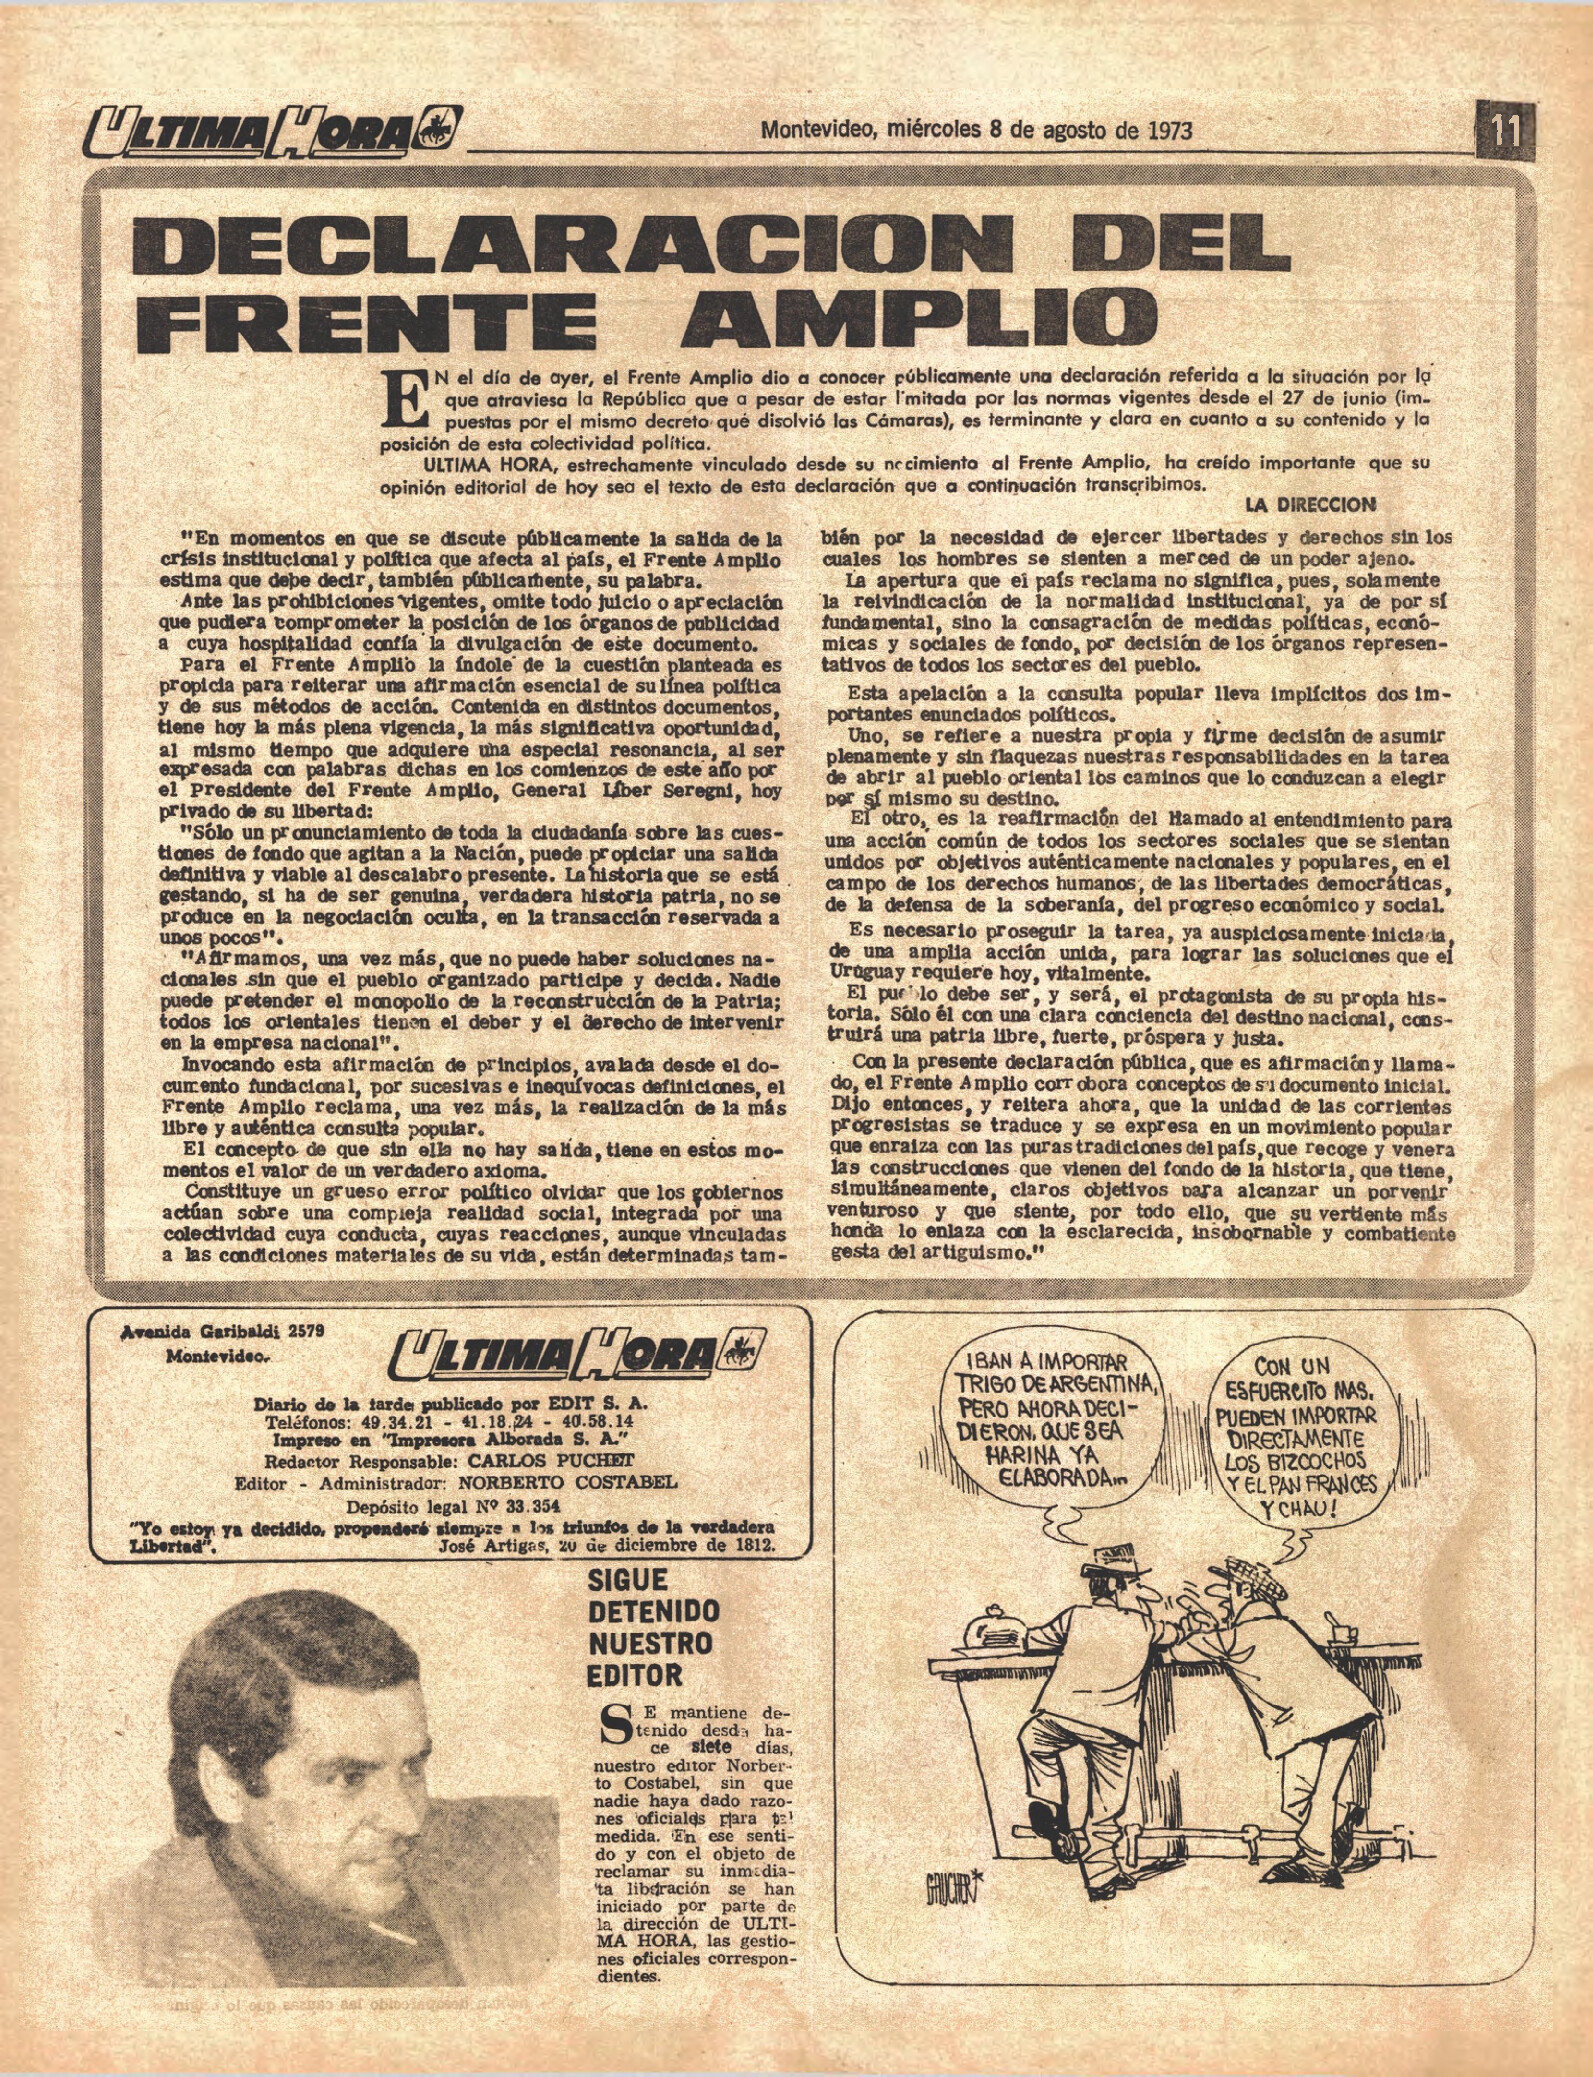 ULTIMA HORA
Montevideo, miércoles 8 de agosto de 1973
11
DECLARACION DEL
FRENTE AMPLIO
EN el día de ayer, el Frente Amplio dio a conocer públicamente una declaración referida a la situación por la
que atraviesa la República que a pesar de estar limitada por las normas vigentes desde el 27 de junio (im-
puestas por el mismo decreto que disolvió las Cámaras), es terminante y clara en cuanto a su contenido y la
posición de esta colectividad política.
ULTIMA HORA, estrechamente vinculado desde su nacimiento al Frente Amplio, ha creído importante que su
opinión editorial de hoy sea el texto de esta declaración que a continuación transcribimos.
LA DIRECCION
"En momentos en que se discute públicamente la salida de la
crisis institucional y política que afecta al país, el Frente Amplio
estima que debe decir, también públicamente, su palabra.
Ante las prohibiciones vigentes, omite todo juicio o apreciación
que pudiera comprometer la posición de los órganos de publicidad
a cuya hospitalidad confía la divulgación de este documento.
Para el Frente Amplio la índole de la cuestión planteada es
propicia para reiterar una afirmación esencial de su línea política
y de sus métodos de acción. Contenida en distintos documentos,
tiene hoy la más plena vigencia, la más significativa oportunidad,
al mismo tiempo que adquiere una especial resonancia, al ser
expresada con palabras dichas en los comienzos de este año por
el Presidente del Frente Amplio, General Líber Seregni, hoy
privado de su libertad:
"Sólo un pronunciamiento de toda la ciudadanía sobre las cues-
tiones de fondo que agitan a la Nación, puede propiciar una salida
definitiva y viable al descalabro presente. La historia que se está
gestando, si ha de ser genuina, verdadera historia patria, no se
produce en la negociación oculta, en la transacción reservada a
unos pocos".
"Afirmamos, una vez más, que no puede haber soluciones na-
cionales sin que el pueblo organizado participe y decida. Nadie
puede pretender el monopolio de la reconstrucción de la Patria;
todos los orientales tienen el deber y el derecho de intervenir
en la empresa nacional".
Invocando esta afirmación de principios, avalada desde el do-
cumento fundacional, por sucesivas e inequívocas definiciones, el
Frente Amplio reclama, una vez más, la realización de la más
libre y auténtica consulta popular.
El concepto de que sin ella no hay salida, tiene en estos mo-
mentos el valor de un verdadero axioma.
Constituye un grueso error político olvidar que los gobiernos
actúan sobre una compleja realidad social, integrada por una
colectividad cuya conducta, cuyas reacciones, aunque vinculadas
a las condiciones materiales de su vida, están determinadas tam-
bién por la necesidad de ejercer libertades y derechos sin los
cuales los hombres se sienten a merced de un poder ajeno.
La apertura que el país reclama no significa, pues, solamente
la reivindicación de la normalidad institucional, ya de por sí
fundamental, sino la consagración de medidas políticas, econó-
micas y sociales de fondo, por decisión de los órganos represen-
tativos de todos los sectores del pueblo.
Esta apelación a la consulta popular lleva implícitos dos im-
portantes enunciados políticos.
Uno, se refiere a nuestra propia y firme decisión de asumir
plenamente y sin flaquezas nuestras responsabilidades en la tarea
de abrir al pueblo oriental los caminos que lo conduzcan a elegir
por sí mismo su destino.
El otro, es la reafirmación del llamado al entendimiento para
una acción común de todos los sectores sociales que se sientan
unidos por objetivos auténticamente nacionales y populares, en el
campo de los derechos humanos, de las libertades democráticas,
de la defensa de la soberanía, del progreso económico y social.
Es necesario proseguir la tarea, ya auspiciosamente iniciada,
de una amplia acción unida, para lograr las soluciones que el
Uruguay requiere hoy, vitalmente.
El pueblo debe ser, y será, el protagonista de su propia his-
toria. Sólo él con una clara conciencia del destino nacional, cons-
truirá una patria libre, fuerte, próspera y justa.
Con la presente declaración pública, que es afirmación y llama-
do, el Frente Amplio corrobora conceptos de su documento inicial.
Dijo entonces, y reitera ahora, que la unidad de las corrientes
progresistas se traduce y se expresa en un movimiento popular
que enraiza con las puras tradiciones del país, que recoge y venera
las construcciones que vienen del fondo de la historia, que tiene,
simultáneamente, claros objetivos para alcanzar un porvenir
venturoso y que siente, por todo ello, que su vertiente más
honda lo enlaza con la esclarecida, insobornable y combatiente
gesta del artiguismo."
Avenida Garibaldi 2579
Montevideo.
ULTIMA HORA
Diario de la tarde publicado por EDIT S. A.
Teléfonos: 49.34.21 - 41.18.24 - 40.58.14
Impreso en "Impresora Alborada S. A."
Redactor Responsable: CARLOS PUCHET
Editor - Administrador: NORBERTO COSTABEL
Depósito legal Nº 33.354
"Yo estoy ya decidido, propenderé siempre a los triunfos de la verdadera
Libertad".
José Artigas, 20 de diciembre de 1812.
SIGUE
DETENIDO
NUESTRO
EDITOR
SE mantiene de-
tenido desde ha-
ce siete días,
nuestro editor Norber-
to Costabel, sin que
nadie haya dado razo-
nes oficiales para tal
medida. En ese senti-
do y con el objeto de
reclamar su inmedia-
ta liberación se han
iniciado por parte de
la dirección de ULTI-
MA HORA, las gestio-
nes oficiales correspon-
dientes.
IBAN A IMPORTAR
TRIGO DE ARGENTINA,
PERO AHORA DECI-
DIERON, QUE SEA
HARINA YA
ELABORADA...
CON UN
ESFUERCITO MAS,
PUEDEN IMPORTAR
DIRECTAMENTE
LOS BIZCOCHOS
Y EL PAN FRANCES
Y CHAU!
GAUCHER